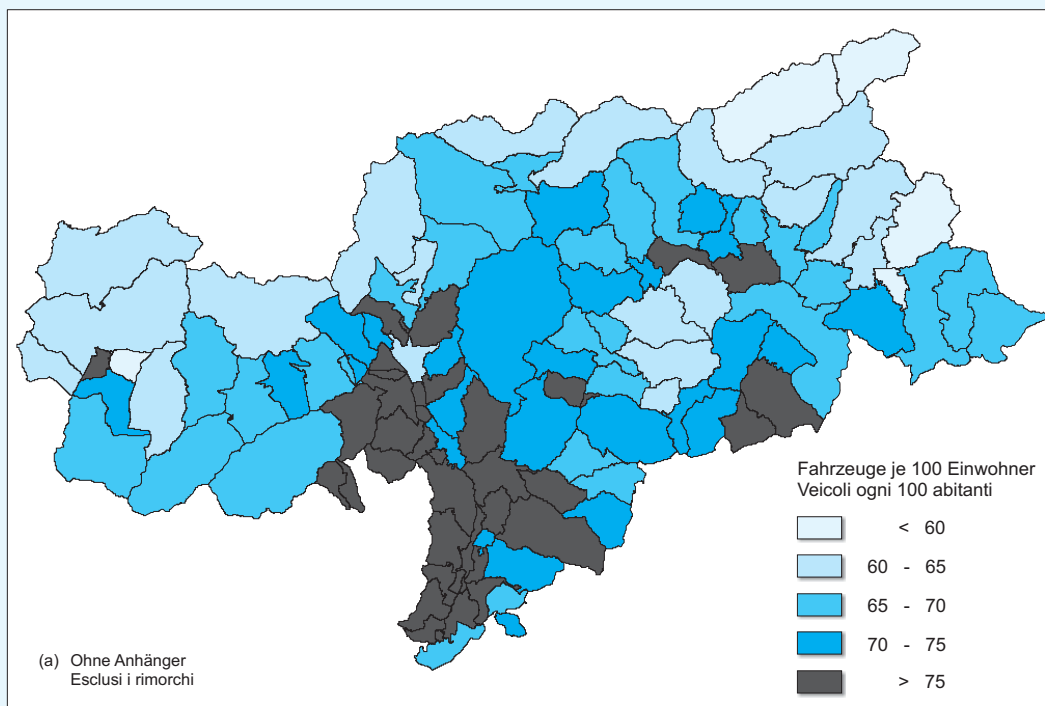 Fahrzeuge je 100 Einwohner
Veicoli ogni 100 abitanti
< 60
60 - 65
65 - 70
70 - 75
> 75
(a) Ohne Anhänger
Esclusi i rimorchi